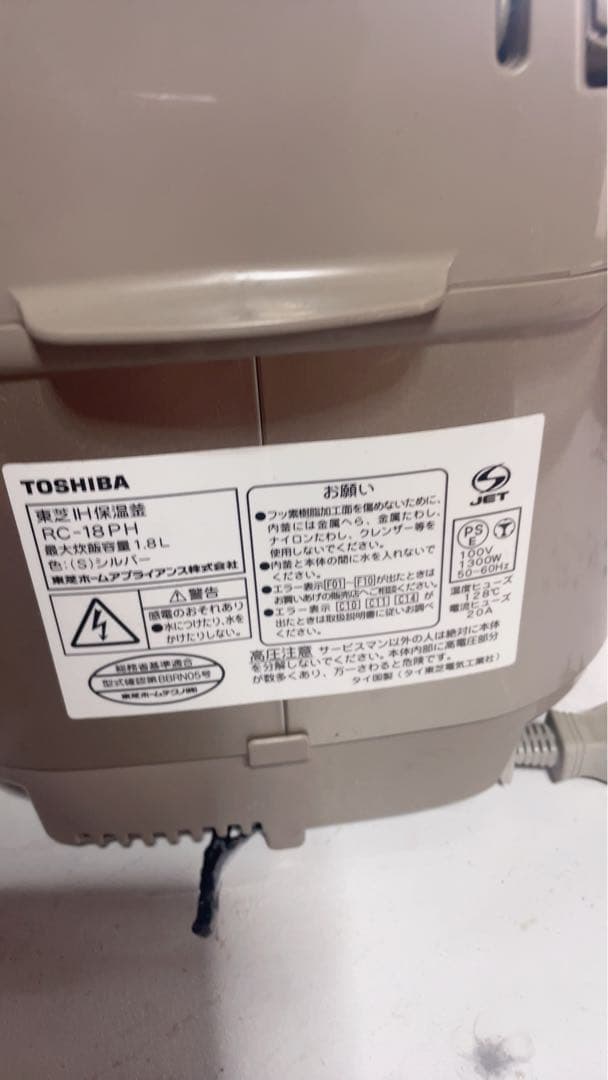 TOSHIBA
東芝IH保温釜
RC-18PH
最大炊飯容量1.8L
色:(S)シルバー
東芝ホームアプライアンス株式会社
⚠警告
感電のおそれあり
●水につけたり、水を
かけたりしない。
総務省基準適合
型式確認第BBRN05号
東芝ホームテクノ(株)
お願い
●フッ素樹脂加工面を傷めないために、
内釜には金属へら、金属たわし、
ナイロンたわし、クレンザー等を
使用しないでください。
●内釜と本体の間に水を入れないで
ください。
●エラー表示[F01]~[F10]が出たときは
お買いあげの販売店へご相談ください。
●エラー表示 [C10] [C11] [C14] が
出たときは取扱説明書に従いお調べ
ください。
高圧注意 サービスマン以外の人は絶対に本体
を分解しないでください。本体内部に高電圧部分
が数多くあり、万一さわると危険です。
タイ国製(タイ東芝電気工業社)
S
JET
PS
E
100V
1300W
50-60Hz
温度ヒューズ
128℃
電流ヒューズ
20A